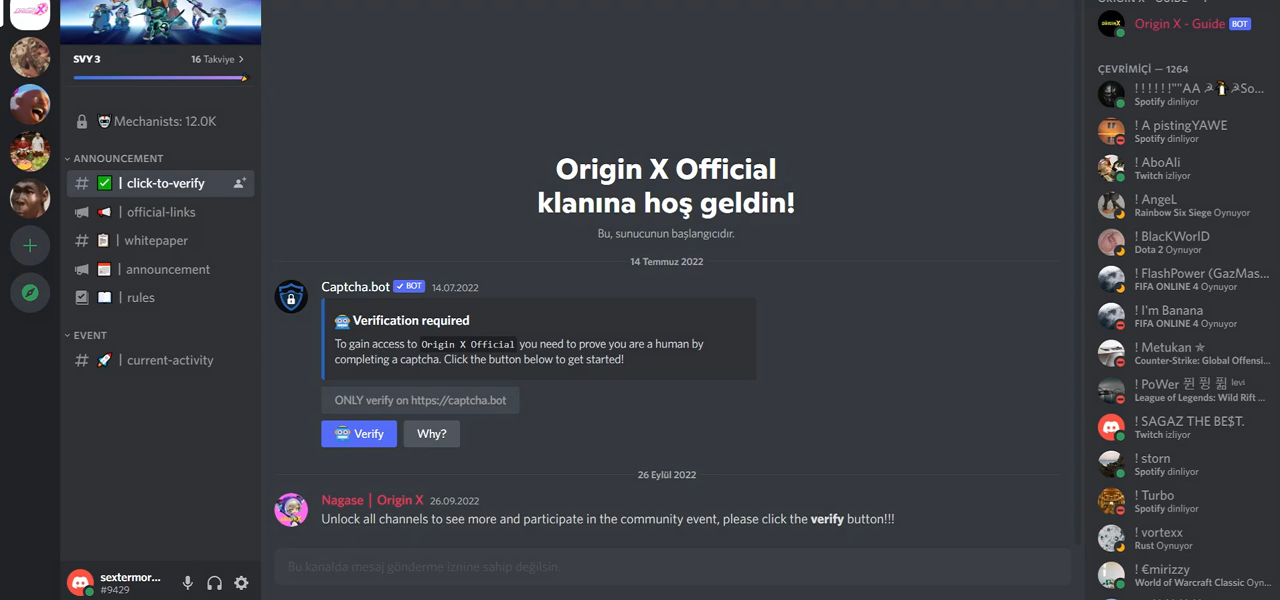 SVY 3
16 Takviye
Mechanists: 12.0K
ANNOUNCEMENT
# | click-to-verify
| official-links
# | whitepaper
| announcement
| rules
EVENT
# | current-activity
sextermor...
#9429
Origin X Official
klanına hoş geldin!
Bu, sunucunun başlangıcıdır.
14 Temmuz 2022
Captcha.bot BOT 14.07.2022
Verification required
To gain access to Origin X Official you need to prove you are a human by
completing a captcha. Click the button below to get started!
ONLY verify on https://captcha.bot
Verify
Why?
26 Eylül 2022
Nagase | Origin X 26.09.2022
Unlock all channels to see more and participate in the community event, please click the verify button!!!
Bu kanalda mesaj gönderme iznine sahip değilsin.
Origin X - Guide BOT
ÇEVRİMİÇİ — 1264
! ! ! ! ! !""AA ☭🐧☭So...
Spotify dinliyor
! A pistingYAWE
Spotify dinliyor
! AboAli
Twitch izliyor
! AngeL
Rainbow Six Siege Oynuyor
! BlacKWorlD
Dota 2 Oynuyor
! FlashPower (GazMas...
FIFA ONLINE 4 Oynuyor
! I'm Banana
FIFA ONLINE 4 Oynuyor
! Metukan ✯
Counter-Strike: Global Offensi...
! PoWer
League of Legends: Wild Rift ...
! SAGAZ THE BE$T.
Twitch izliyor
! storn
Spotify dinliyor
! Turbo
Spotify dinliyor
! vortexx
Rust Oynuyor
! €mirizzy
World of Warcraft Classic Oyn...